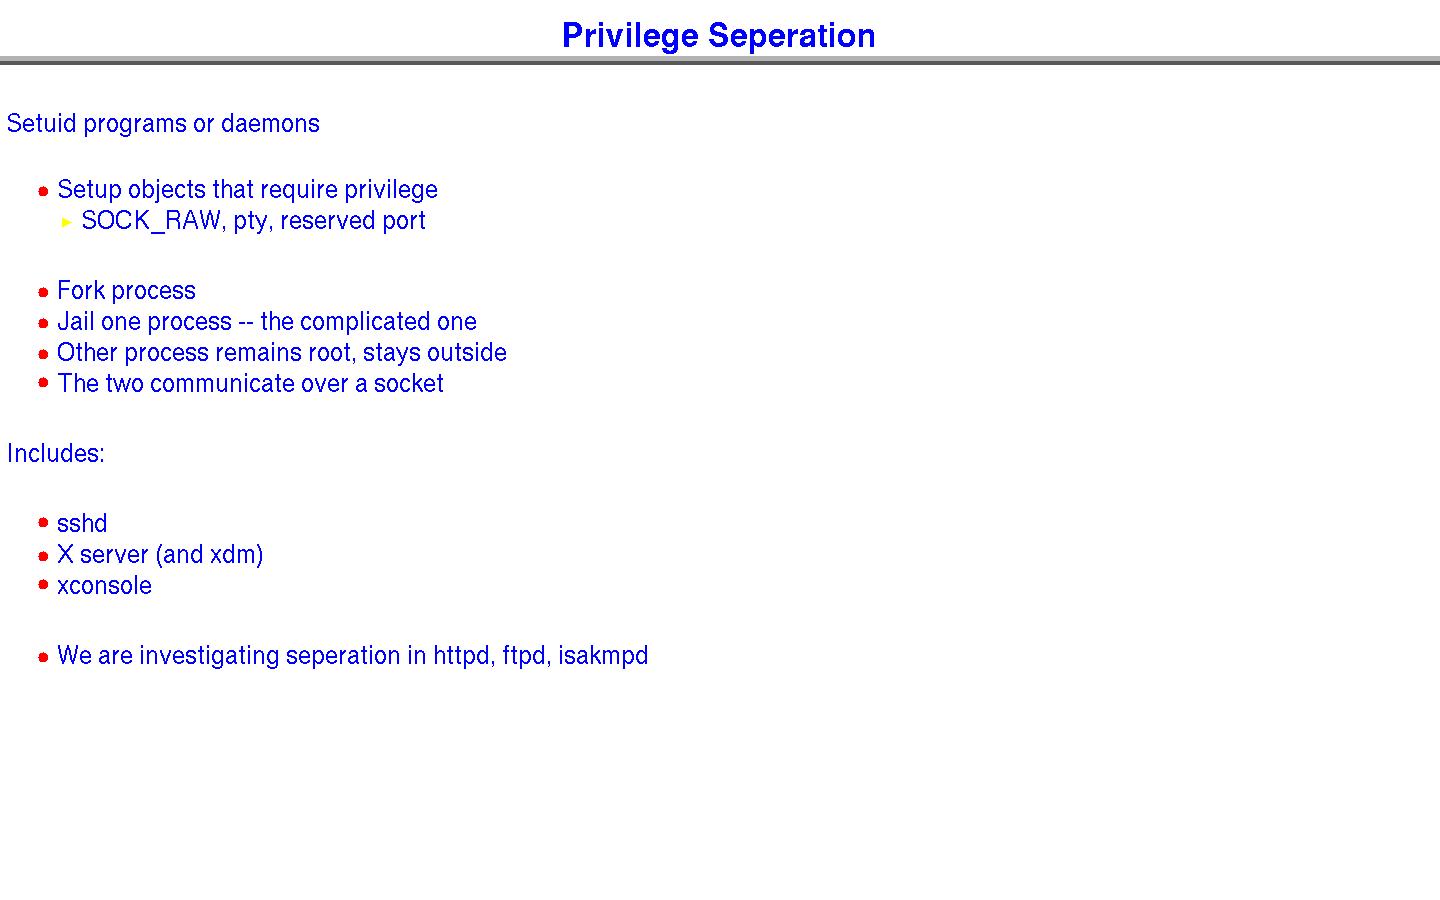 Privilege Seperation
Setuid programs or daemons
Setup objects that require privilege
SOCK_RAW, pty, reserved port
Fork process
Jail one process -- the complicated one
Other process remains root, stays outside
The two communicate over a socket
Includes:
sshd
X server (and xdm)
xconsole
We are investigating seperation in httpd, ftpd, isakmpd